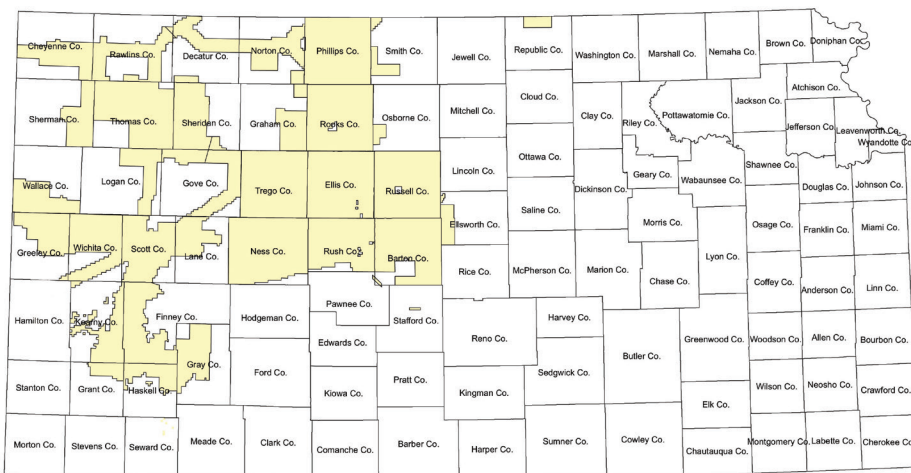 Cheyenne Co.
Rawlins Co.
Decatur Co.
Norton Co.
Phillips Co.
Smith Co.
Jewell Co.
Republic Co.
Washington Co.
Marshall Co.
Nemaha Co.
Brown Co.
Doniphan Co.
Sherman Co.
Thomas Co.
Sheridan Co.
Graham Co.
Rooks Co.
Osborne Co.
Mitchell Co.
Cloud Co.
Clay Co.
Riley Co.
Pottawatomie Co.
Jackson Co.
Atchison Co.
Jefferson Co.
Leavenworth Co.
Wyandotte Co.
Wallace Co.
Logan Co.
Gove Co.
Trego Co.
Ellis Co.
Russell Co.
Lincoln Co.
Ottawa Co.
Dickinson Co.
Geary Co.
Wabaunsee Co.
Shawnee Co.
Douglas Co.
Johnson Co.
Greeley Co.
Wichita Co.
Scott Co.
Lane Co.
Ness Co.
Rush Co.
Barton Co.
Ellsworth Co.
Saline Co.
Morris Co.
Osage Co.
Franklin Co.
Miami Co.
Rice Co.
McPherson Co.
Marion Co.
Chase Co.
Lyon Co.
Coffey Co.
Anderson Co.
Linn Co.
Hamilton Co.
Kearny Co.
Finney Co.
Hodgeman Co.
Pawnee Co.
Stafford Co.
Edwards Co.
Reno Co.
Harvey Co.
Butler Co.
Greenwood Co.
Woodson Co.
Allen Co.
Bourbon Co.
Stanton Co.
Grant Co.
Haskell Co.
Gray Co.
Ford Co.
Kiowa Co.
Pratt Co.
Kingman Co.
Sedgwick Co.
Elk Co.
Wilson Co.
Neosho Co.
Crawford Co.
Morton Co.
Stevens Co.
Seward Co.
Meade Co.
Clark Co.
Comanche Co.
Barber Co.
Harper Co.
Sumner Co.
Cowley Co.
Chautauqua Co.
Montgomery Co.
Labette Co.
Cherokee Co.